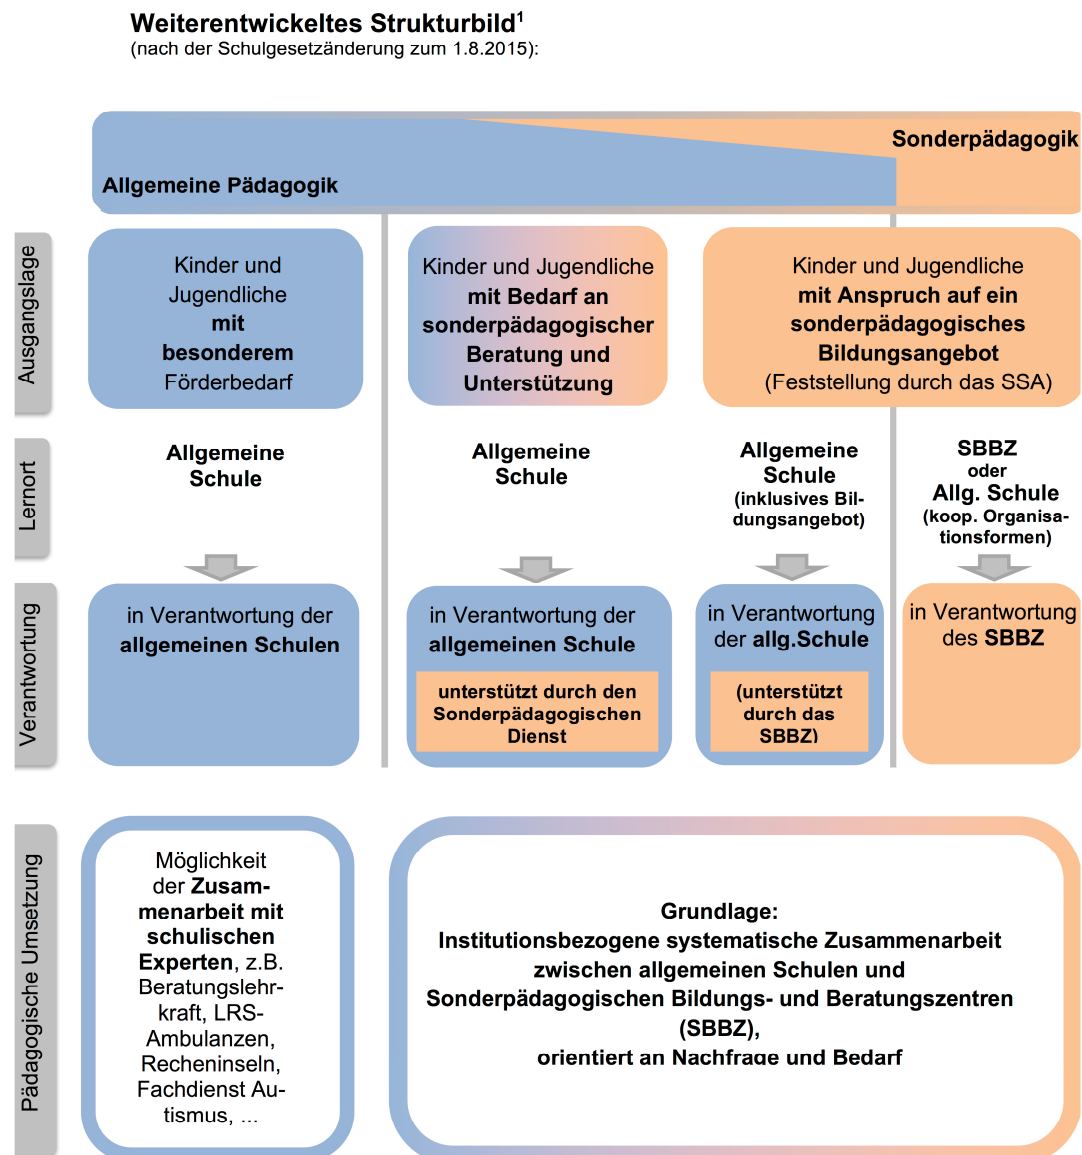 Weiterentwickeltes Strukturbild¹
(nach der Schulgesetzänderung zum 1.8.2015):
Sonderpädagogik
Allgemeine Pädagogik
Ausgangslage
Kinder und
Jugendliche
mit
besonderem
Förderbedarf
Kinder und Jugendliche
mit Bedarf an
sonderpädagogischer
Beratung und
Unterstützung
Kinder und Jugendliche
mit Anspruch auf ein
sonderpädagogisches
Bildungsangebot
(Feststellung durch das SSA)
Lernort
Allgemeine
Schule
Allgemeine
Schule
Allgemeine
Schule
(inklusives Bil-
dungsangebot)
SBBZ
oder
Allg. Schule
(koop. Organisa-
tionsformen)
Verantwortung
in Verantwortung der
allgemeinen Schulen
in Verantwortung der
allgemeinen Schule
unterstützt durch den
Sonderpädagogischen
Dienst
in Verantwortung
der allg.Schule
(unterstützt
durch das
SBBZ)
in Verantwortung
des SBBZ
Pädagogische Umsetzung
Möglichkeit
der Zusam-
menarbeit mit
schulischen
Experten, z.B.
Beratungslehr-
kraft, LRS-
Ambulanzen,
Recheninseln,
Fachdienst Au-
tismus, ...
Grundlage:
Institutionsbezogene systematische Zusammenarbeit
zwischen allgemeinen Schulen und
Sonderpädagogischen Bildungs- und Beratungszentren
(SBBZ),
orientiert an Nachfrage und Bedarf